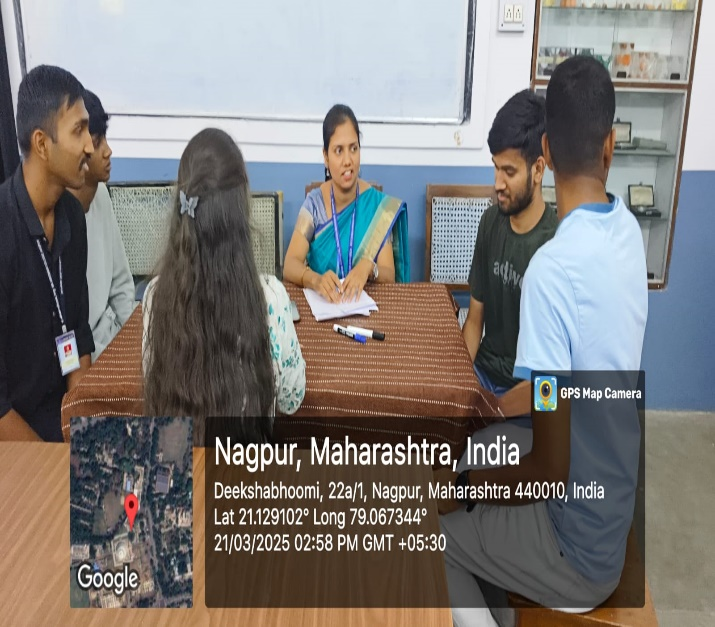 active
GPS Map Camera
Nagpur, Maharashtra, India
Deekshabhoomi, 22a/1, Nagpur, Maharashtra 440010, India
Lat 21.129102° Long 79.067344°
21/03/2025 02:58 PM GMT +05:30
Google